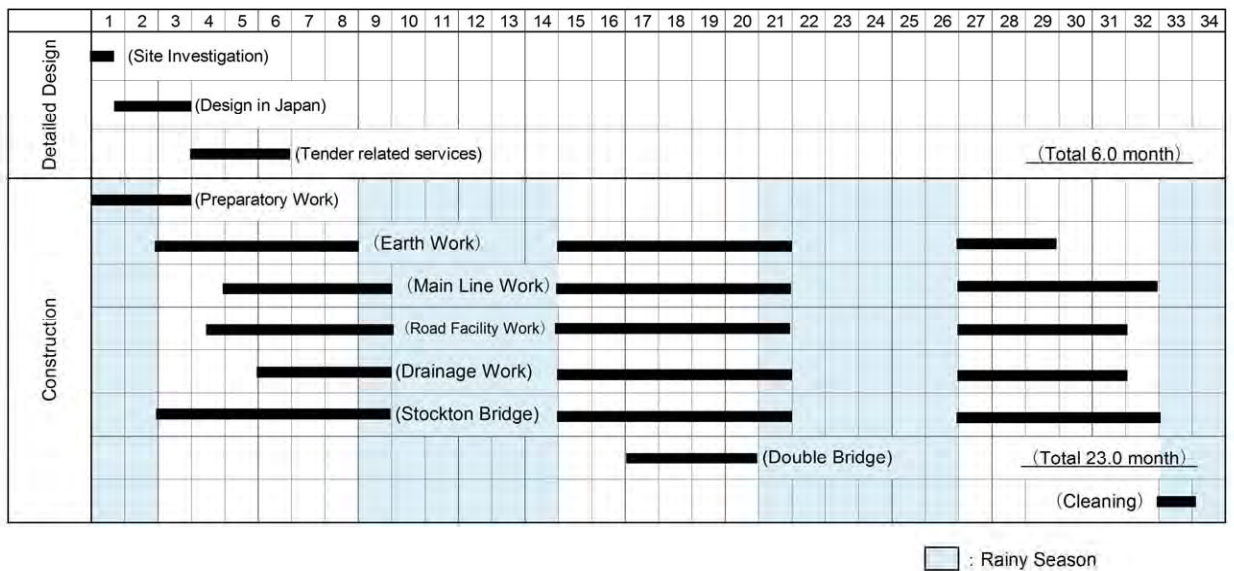 1 2 3 4 5 6 7 8 9 10 11 12 13 14 15 16 17 18 19 20 21 22 23 24 25 26 27 28 29 30 31 32 33 34
Detailed Design
(Site Investigation)
(Design in Japan)
(Tender related services)
(Total 6.0 month)
Construction
(Preparatory Work)
(Earth Work)
(Main Line Work)
(Road Facility Work)
(Drainage Work)
(Stockton Bridge)
(Double Bridge)
(Total 23.0 month)
(Cleaning)
: Rainy Season